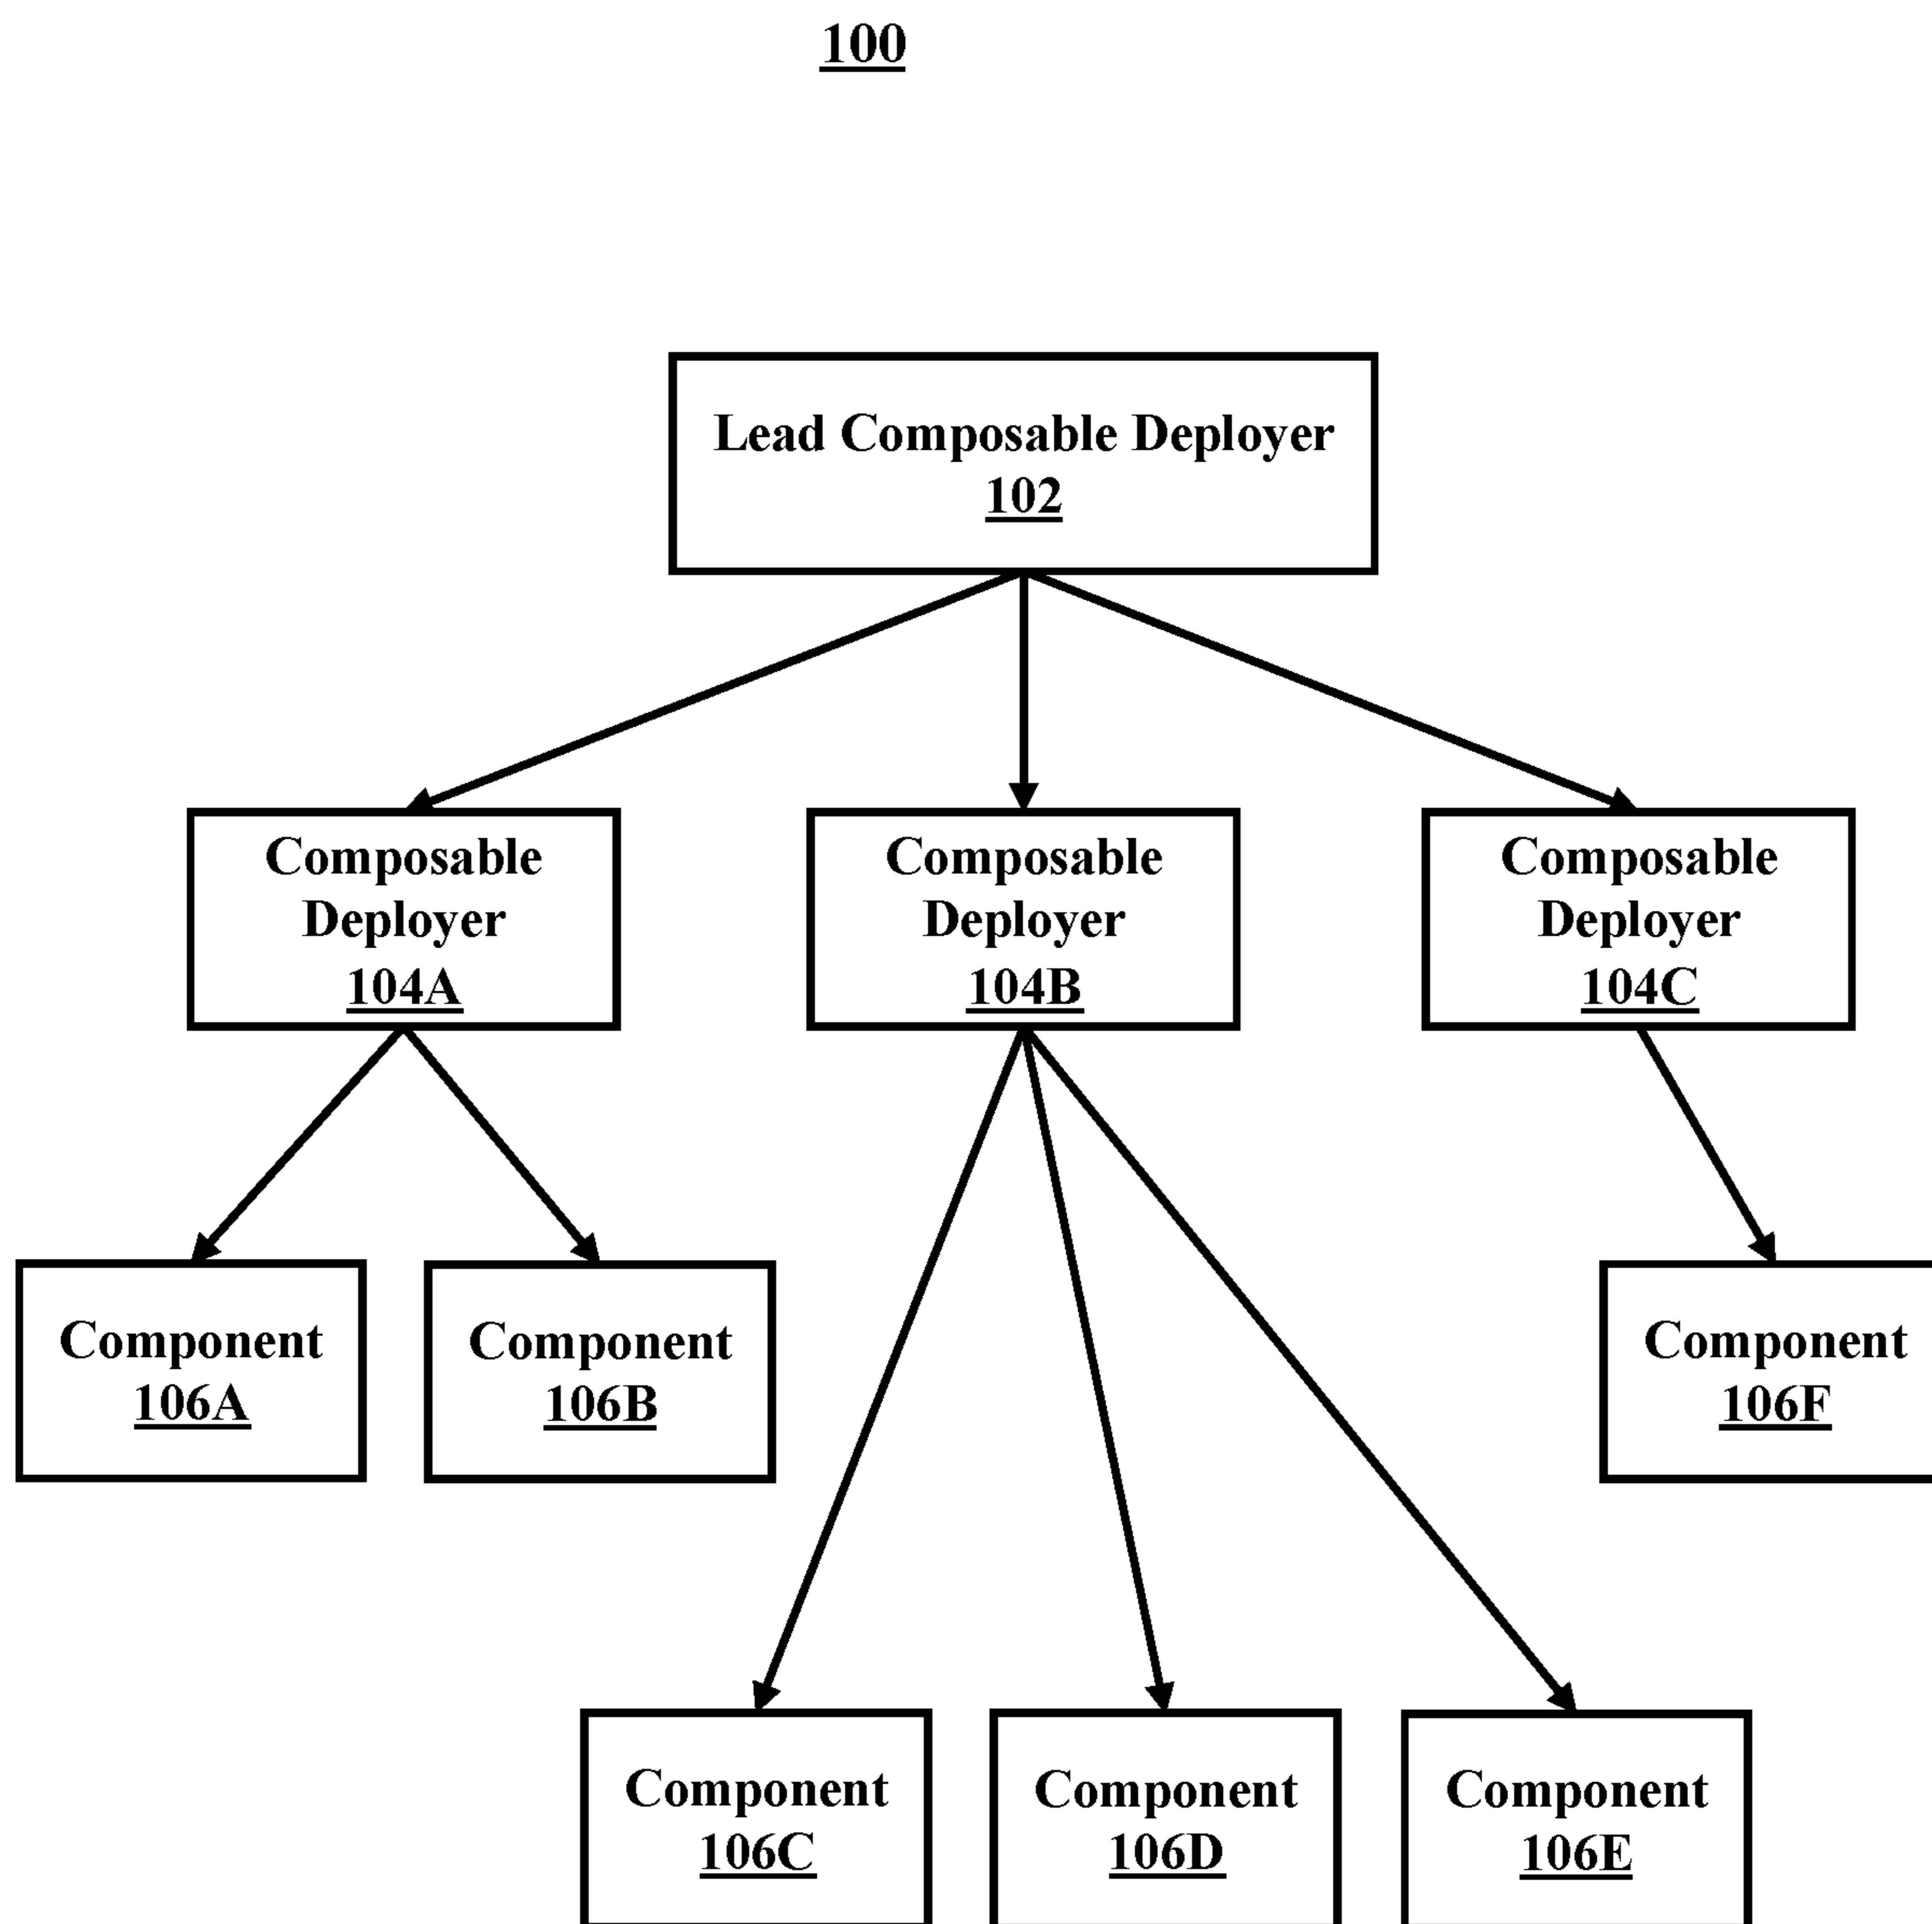 100
Lead Composable Deployer
102
Composable
Deployer
104A
Composable
Deployer
104B
Composable
Deployer
104C
Component
106A
Component
106B
Component
106F
Component
106C
Component
106D
Component
106E